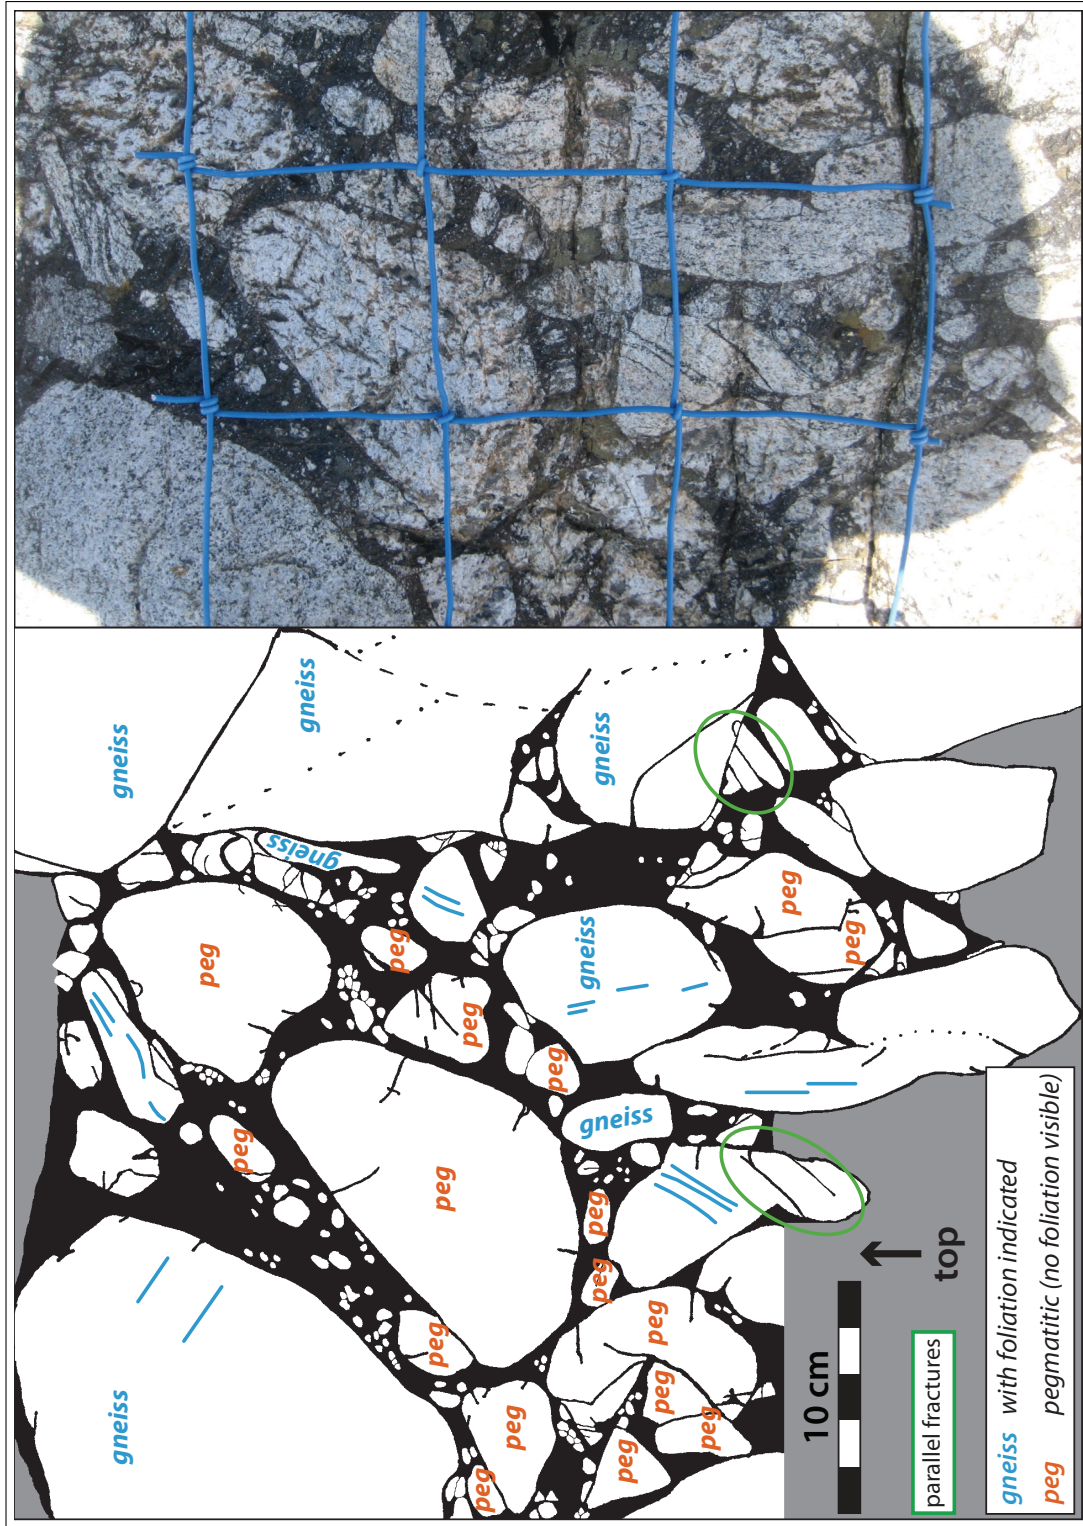 gneiss
gneiss
peg
peg
gneiss
gneiss
peg
peg
peg
peg
peg
peg
peg
gneiss
peg
peg
gneiss
gneiss
peg
peg
peg
peg
peg
peg
10 cm
top
parallel fractures
gneiss with foliation indicated
peg pegmatitic (no foliation visible)